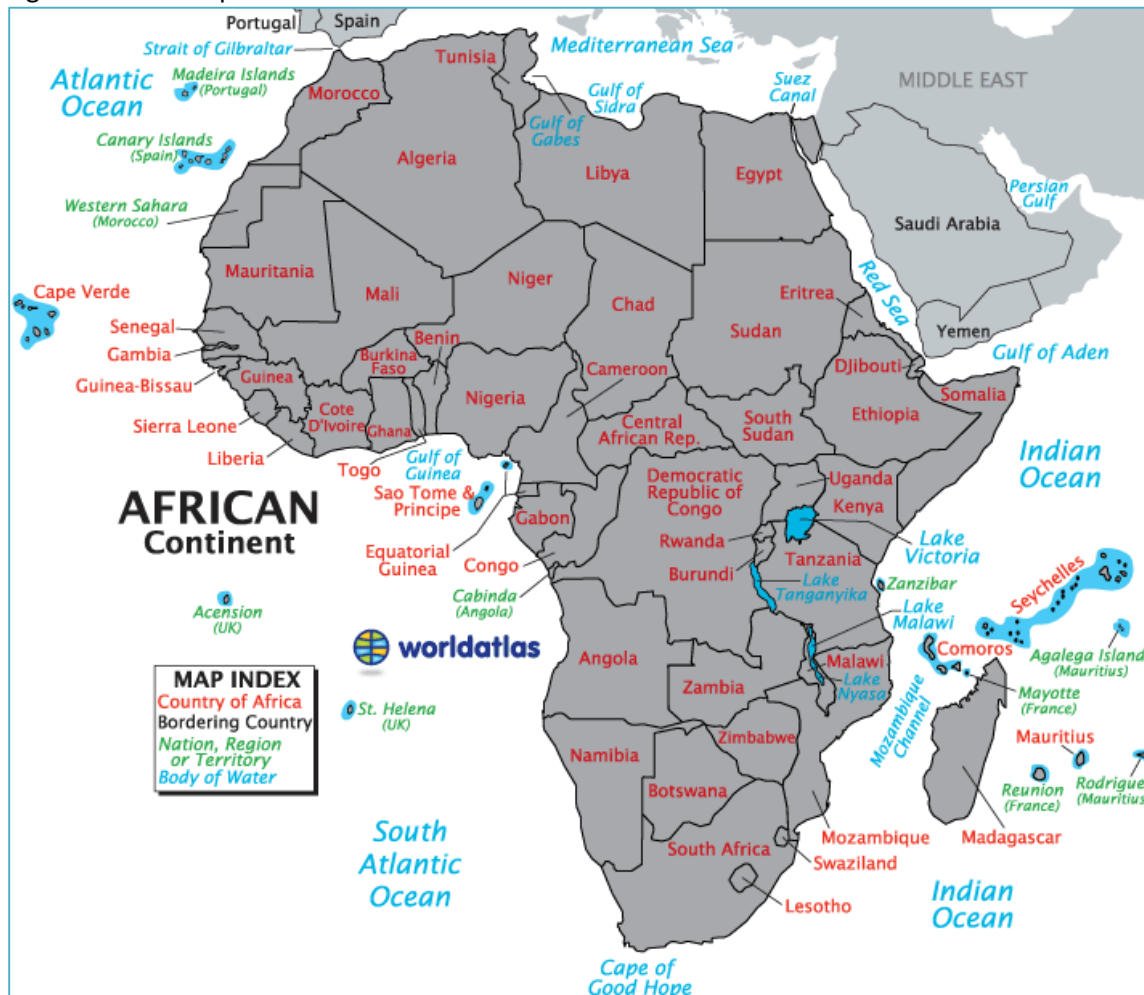 Portugal
Spain
Strait of Gilbraltar
Mediterranean Sea
Tunisia
Atlantic
Ocean
Madeira Islands
(Portugal)
Morocco
Gulf of
Sidra
Suez
Canal
MIDDLE EAST
Gulf of
Gabes
Canary Islands
(Spain)
Algeria
Libya
Egypt
Persian
Gulf
Western Sahara
(Morocco)
Saudi Arabia
Mauritania
Niger
Red Sea
Cape Verde
Mali
Chad
Eritrea
Senegal
Sudan
Yemen
Benin
Gambia
Burkina
Faso
Gulf of Aden
Guinea-Bissau
Guinea
Cameroon
DJibouti
Somalia
Nigeria
Cote
D'Ivoire
Ghana
Central
African Rep.
South
Sudan
Ethiopia
Sierra Leone
Liberia
Togo
Gulf of
Guinea
Indian
Ocean
Democratic
Republic of
Congo
Uganda
Kenya
Sao Tome &
Principe
AFRICAN
Continent
Gabon
Rwanda
Lake
Victoria
Equatorial
Guinea
Congo
Tanzania
Burundi
Lake
Tanganyika
Zanzibar
Seychelles
Cabinda
(Angola)
Acension
(UK)
Lake
Malawi
worldatlas
Comoros
Agalega Island
(Mauritius)
Angola
Malawi
Lake
Nyasa
Zambia
Mayotte
(France)
Mozambique
Channel
MAP INDEX
Country of Africa
Bordering Country
Nation, Region
or Territory
Body of Water
St. Helena
(UK)
Zimbabwe
Mauritius
Namibia
Botswana
Reunion
(France)
Rodrigue
(Mauritius
South
Atlantic
Ocean
South Africa
Mozambique
Madagascar
Swaziland
Lesotho
Indian
Ocean
Cape of
Good Hope